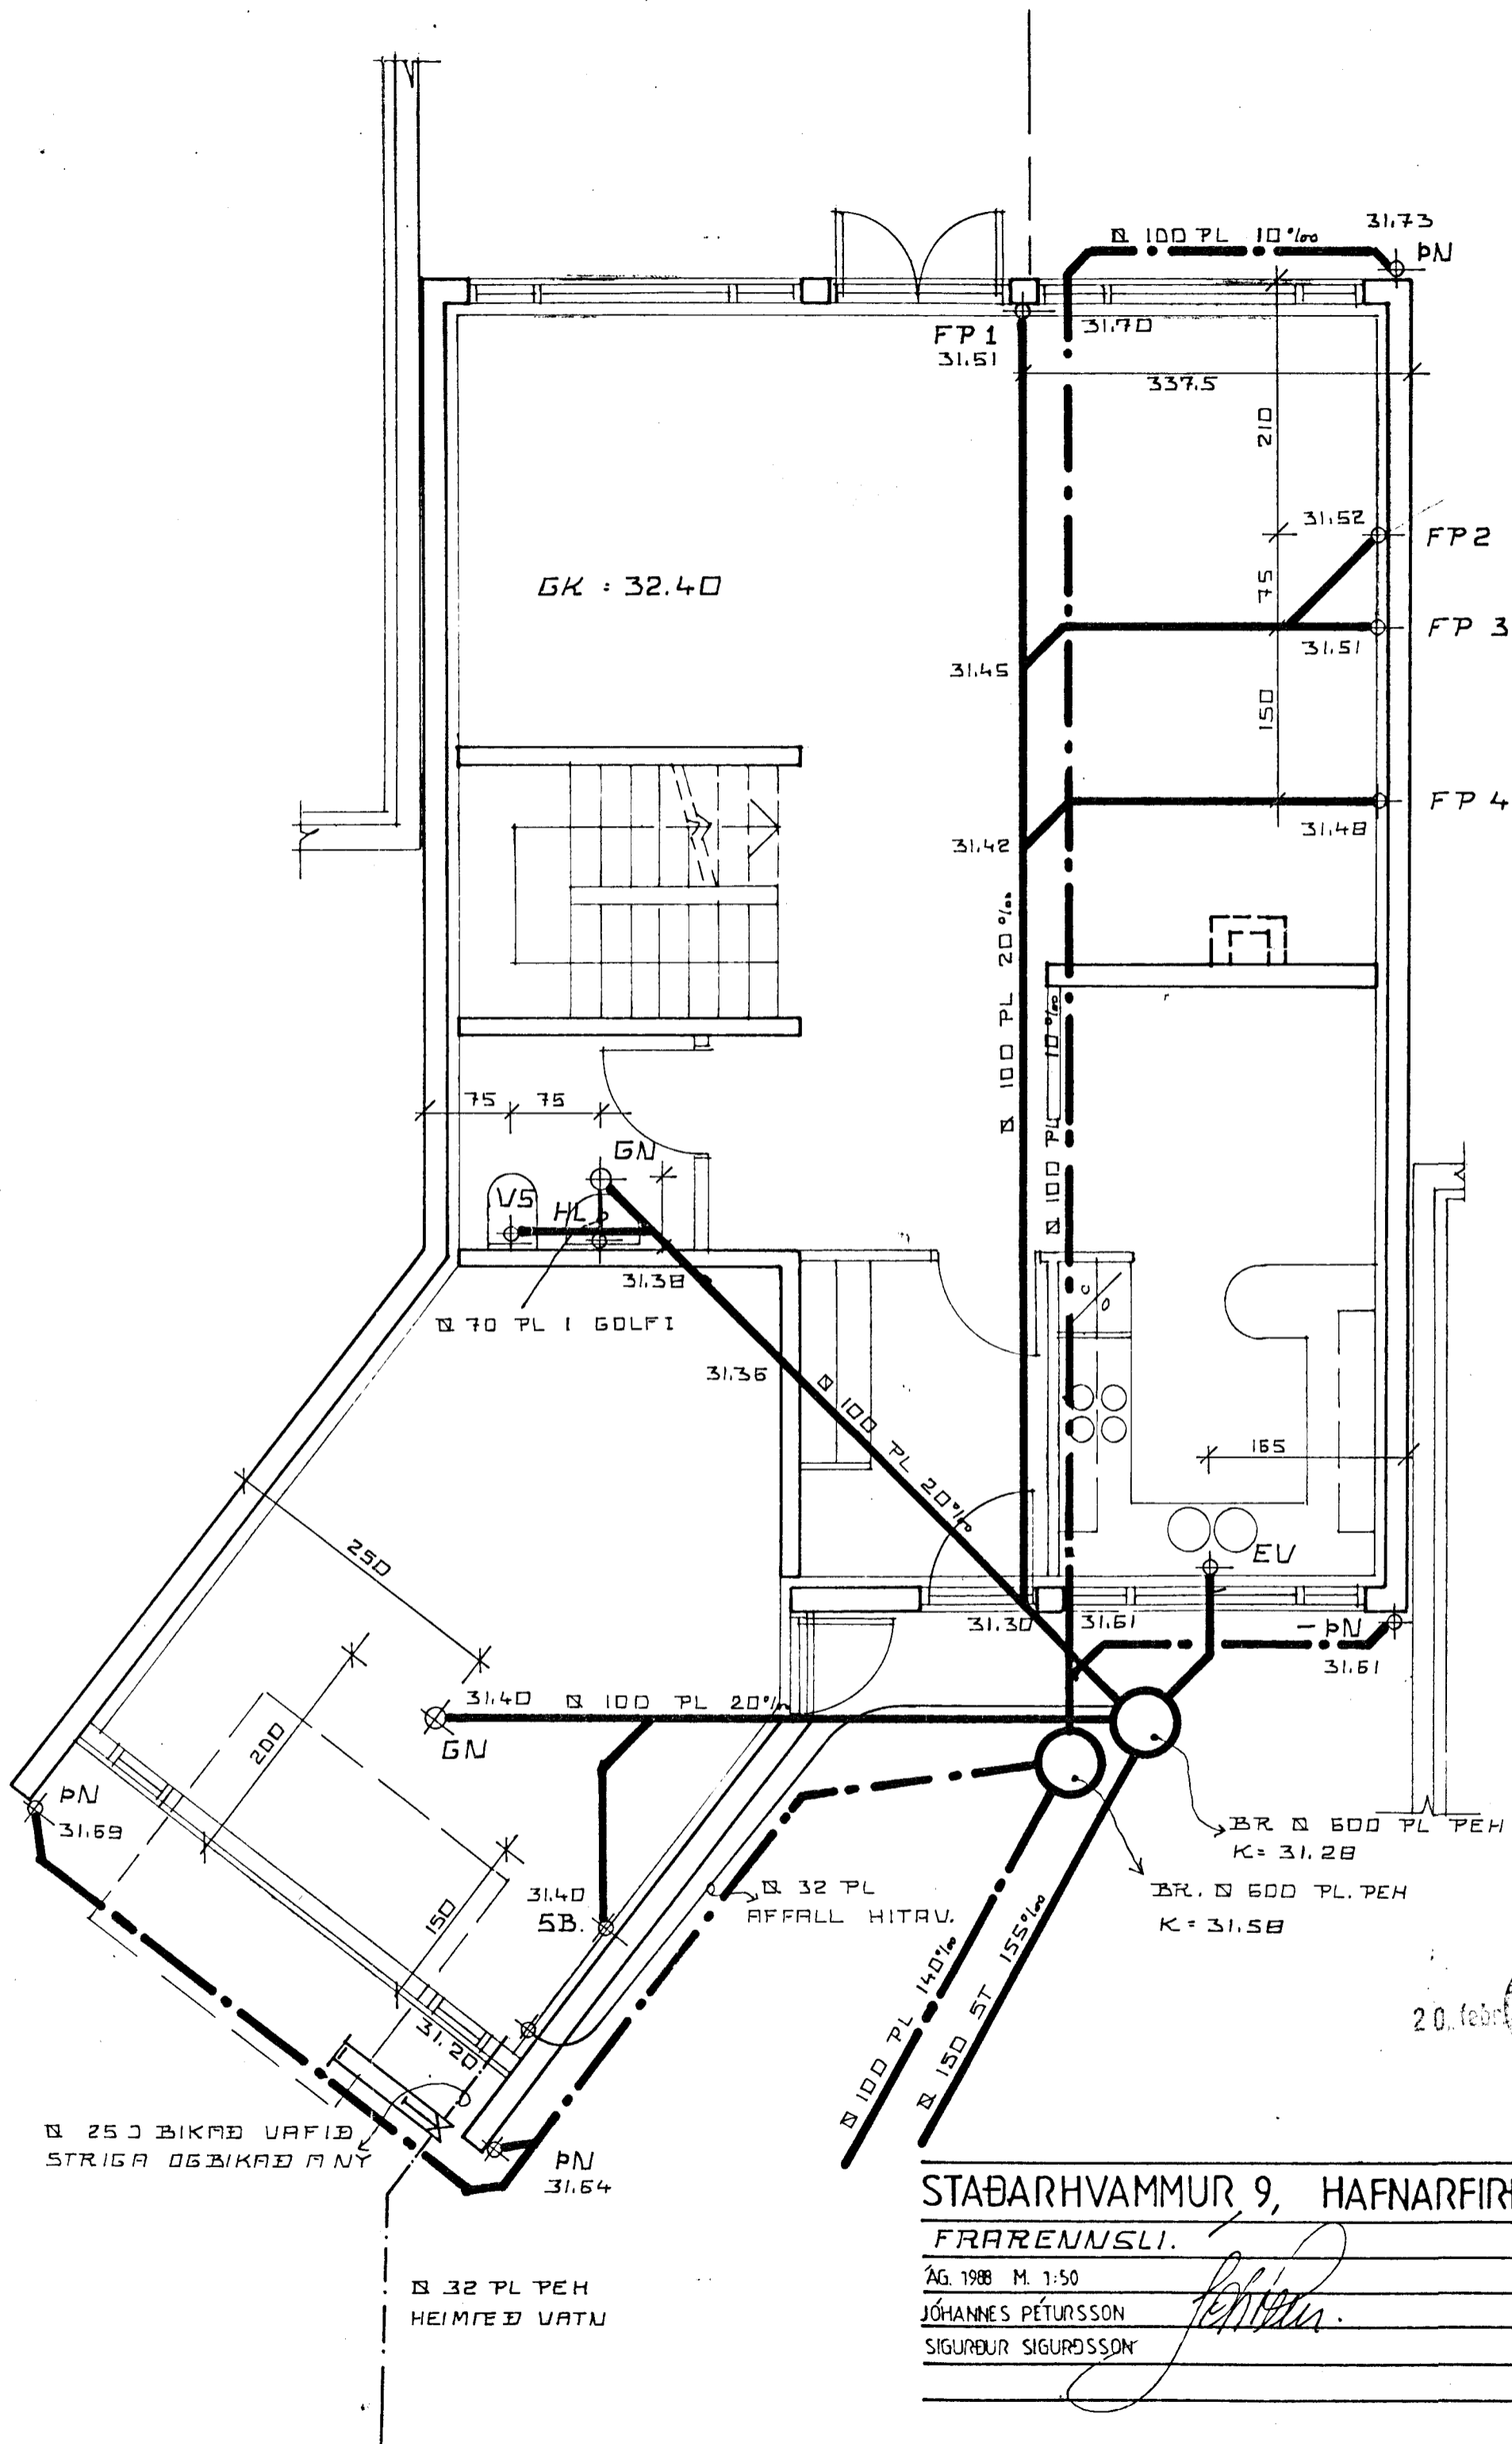 31.73
⌀ 100 PL 10‰
ÞN
31.70
FP 1
31.51
337.5
210
31.52
FP 2
GK : 32.40
75
FP 3
31.51
31.45
150
FP 4
31.48
31.42
⌀ 100 PL 20‰
⌀ 100 PL 10‰
75
75
GN
VS
HL
31.38
⌀ 70 PL I GOLFI
31.36
⌀ 100 PL 20‰
165
250
EV
31.30
31.61
ÞN
31.61
31.40
⌀ 100 PL 20‰
GN
200
ÞN
31.69
BR ⌀ 600 PL PEH
K= 31.28
BR. ⌀ 600 PL. PEH
K = 31.58
⌀ 32 PL
AFFALL HITAV.
31.40
SB.
150
31.20
⌀ 100 PL 140‰
⌀ 150 ST 155‰
20. febr
BIKAÐ VAFIÐ
STRIGA OG BIKAÐ A NY
ÞN
31.64
STAÐARHVAMMUR 9, HAFNARFIR
FRARENNSLI.
ÁG. 1988 M. 1:50
JÓHANNES PÉTURSSON
SIGURÐUR SIGURÐSSON
⌀ 32 PL PEH
HEIMTED VATN